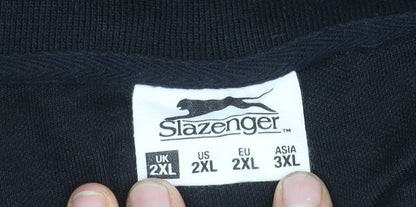 Slazenger™
UK US EU ASIA
2XL 2XL 2XL 3XL